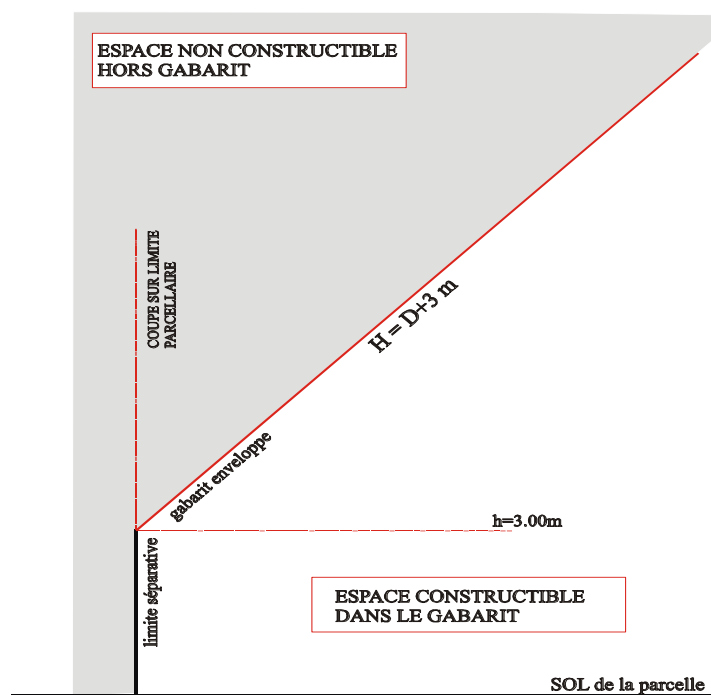 ESPACE NON CONSTRUCTIBLE
HORS GABARIT
COUPE SUR LIMITE
PARCELLAIRE
H = D+3 m
gabarit enveloppe
h=3.00m
limite séparative
ESPACE CONSTRUCTIBLE
DANS LE GABARIT
SOL de la parcelle